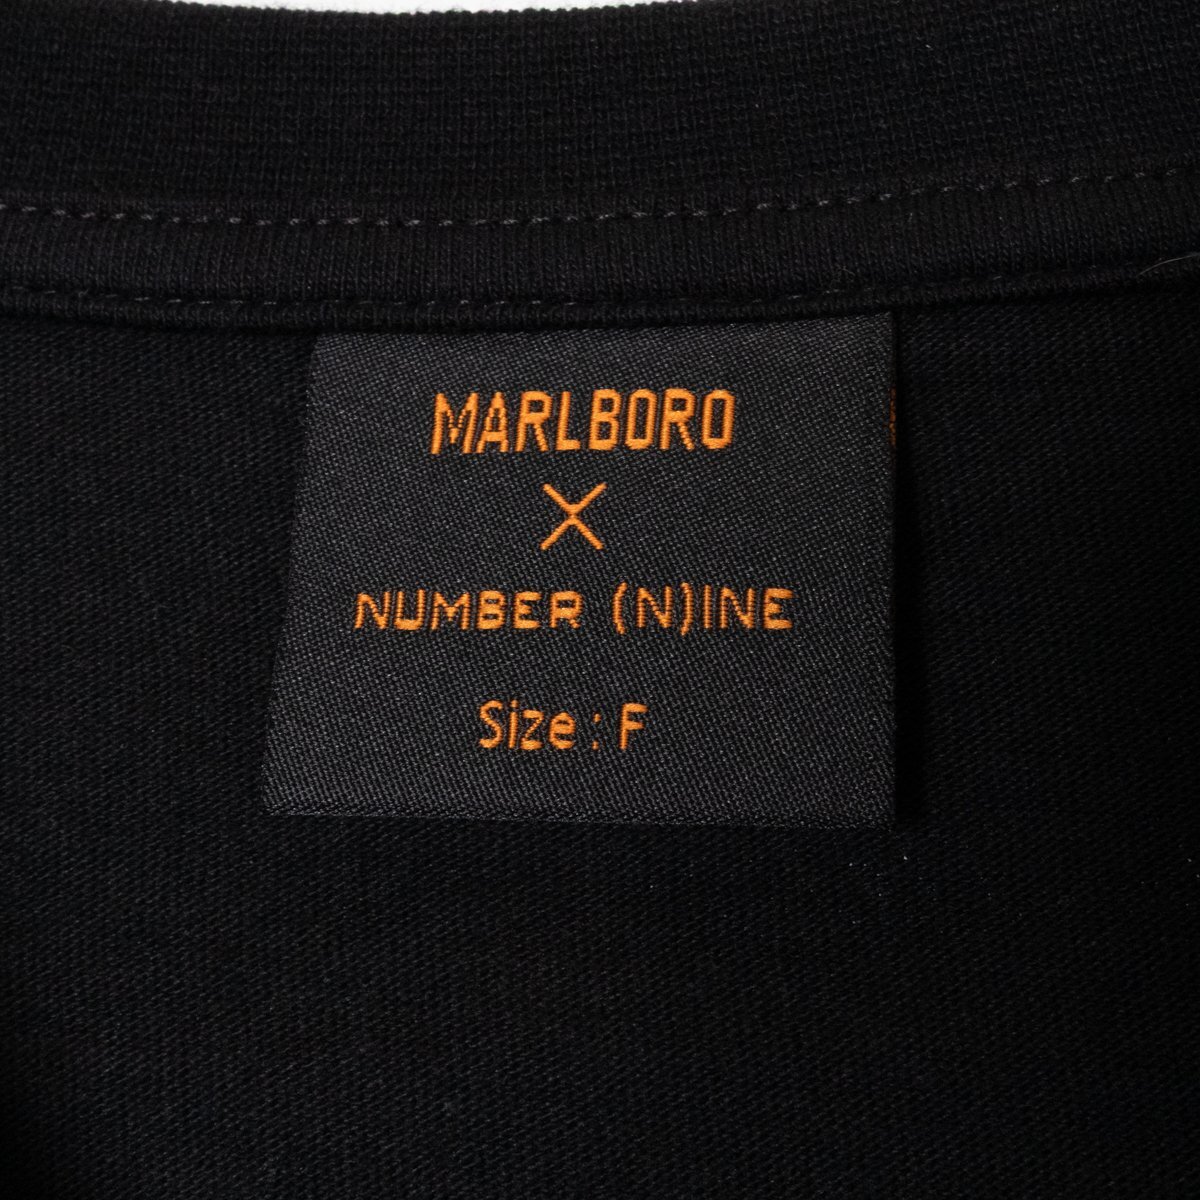 MARLBORO
X
NUMBER (N)INE
Size : F